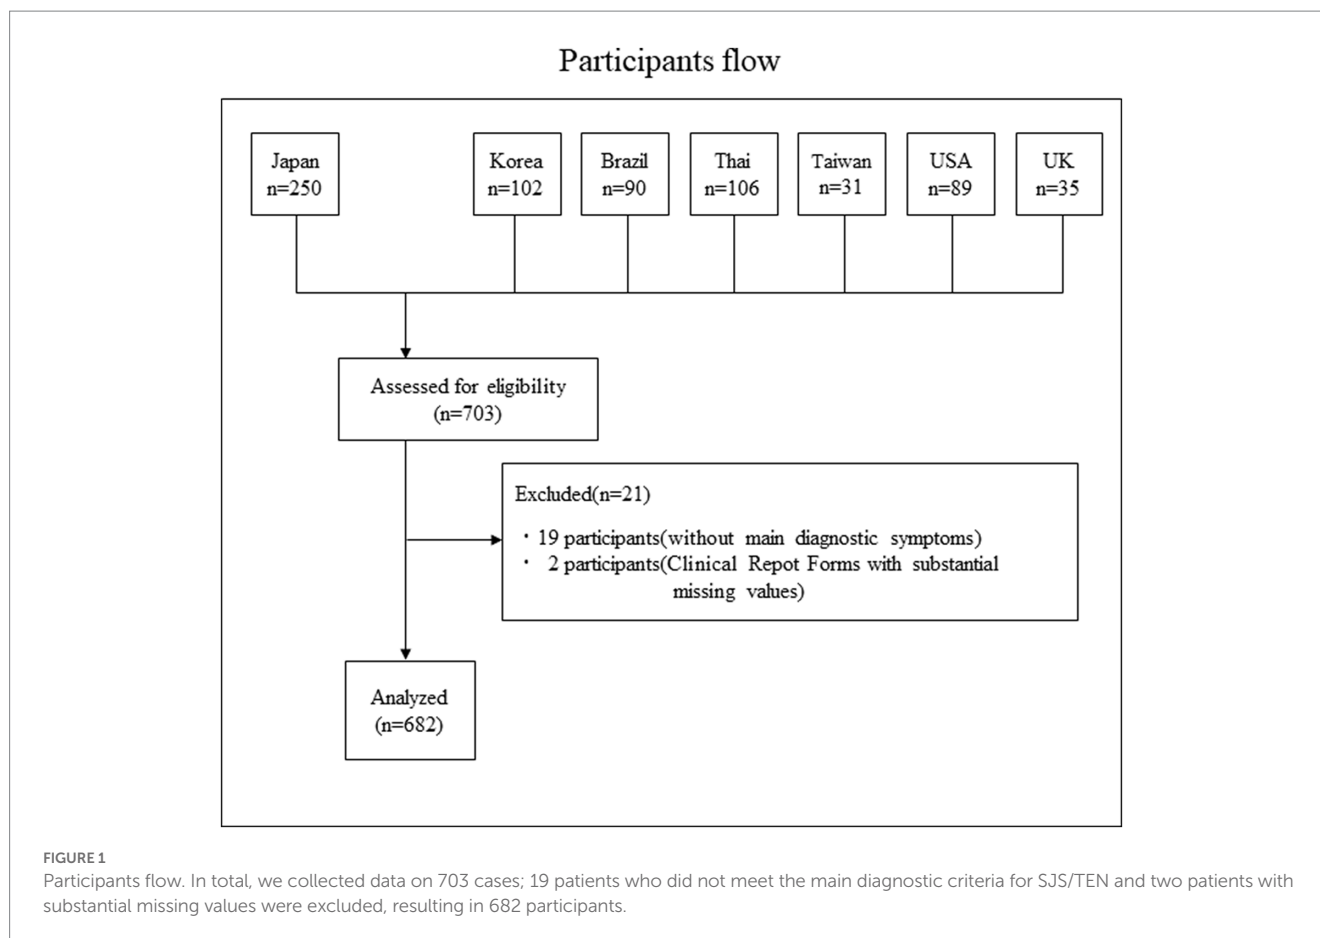 Participants flow
Japan
n=250
Korea
n=102
Brazil
n=90
Thai
n=106
Taiwan
n=31
USA
n=89
UK
n=35
Assessed for eligibility
(n=703)
Excluded(n=21)
・19 participants(without main diagnostic symptoms)
・ 2 participants(Clinical Repot Forms with substantial
missing values)
Analyzed
(n=682)
FIGURE 1
Participants flow. In total, we collected data on 703 cases; 19 patients who did not meet the main diagnostic criteria for SJS/TEN and two patients with
substantial missing values were excluded, resulting in 682 participants.